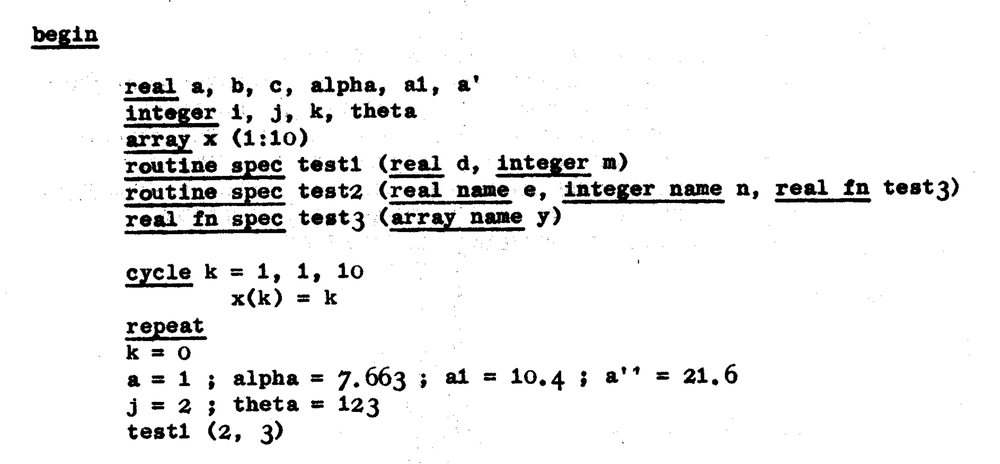 begin
real a, b, c, alpha, a1, a'
integer i, j, k, theta
array x (1:10)
routine spec test1 (real d, integer m)
routine spec test2 (real name e, integer name n, real fn test3)
real fn spec test3 (array name y)
cycle k = 1, 1, 10
x(k) = k
repeat
k = 0
a = 1 ; alpha = 7.663 ; a1 = 10.4 ; a'' = 21.6
j = 2 ; theta = 123
test1 (2, 3)